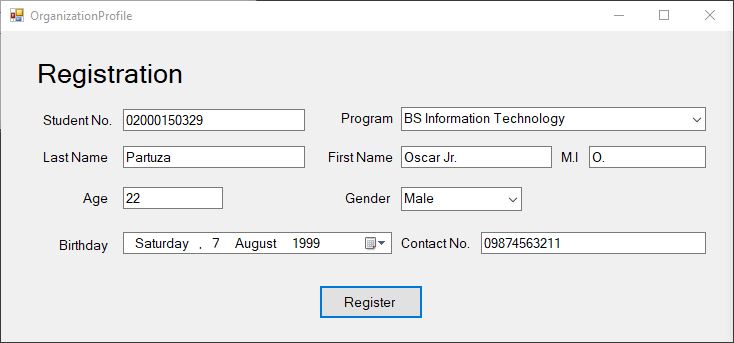 OrganizationProfile
Registration
Student No. 02000150329 Program BS Information Technology
Last Name Partuza First Name Oscar Jr. M.I O.
Age 22 Gender Male
Birthday Saturday , 7 August 1999 Contact No. 09874563211
Register